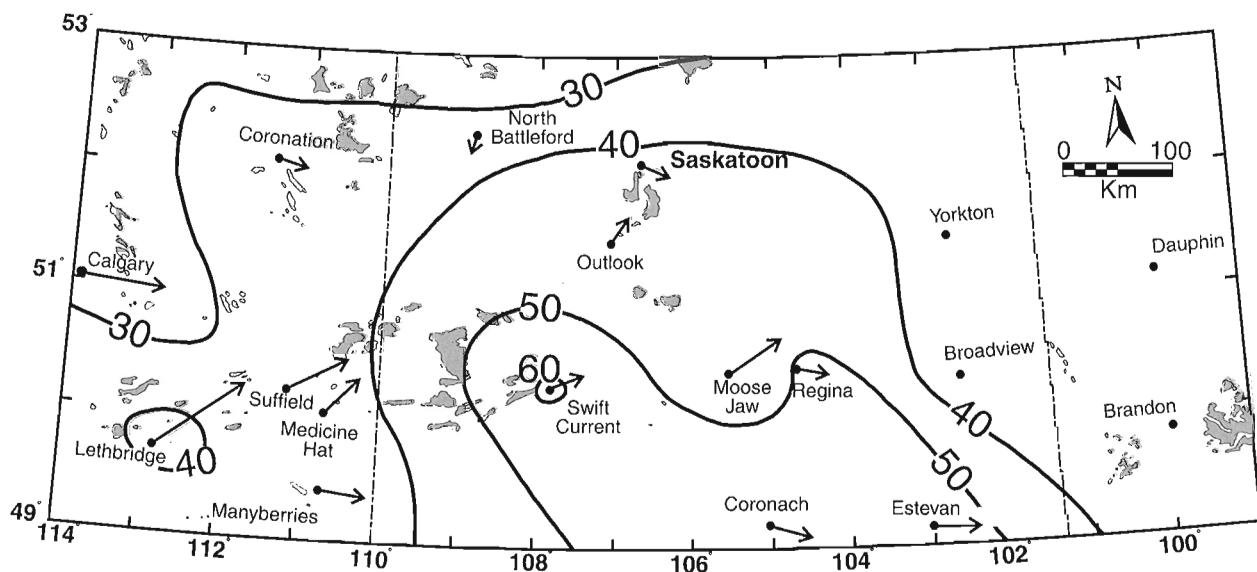 53°
N
0 100
Km
30
North
Battleford
Coronation
40
Saskatoon
Yorkton
Dauphin
Outlook
51°
Calgary
30
50
60
Swift
Current
Moose
Jaw
Regina
Broadview
Suffield
Medicine
Hat
Lethbridge
40
40
Brandon
50
Manyberries
Coronach
Estevan
49°
114° 112° 110° 108° 106° 104° 102° 100°